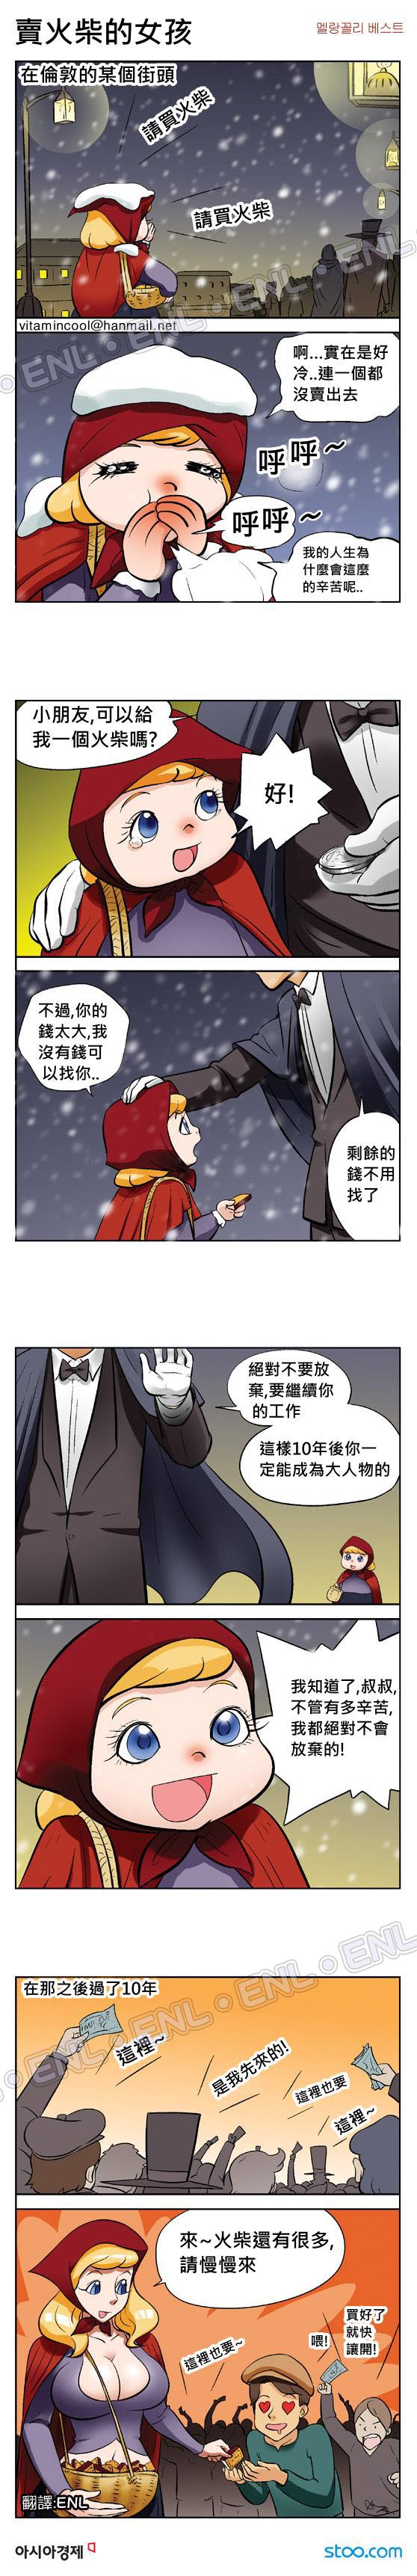 賣火柴的女孩
멜랑꼴리 베스트
在倫敦的某個街頭
請買火柴
請買火柴
ENL
ENL
ENL
ENL
vitamincool@hanmail.net
啊...實在是好
冷..連一個都
沒賣出去
呼呼~
呼呼~
我的人生為
什麼會這麼
的辛苦呢..
小朋友,可以給
我一個火柴嗎?
好!
不過,你的
錢太大,我
沒有錢可
以找你..
剩餘的
錢不用
找了
絕對不要放
棄,要繼續你
的工作
這樣10年後你一
定能成為大人物的
我知道了,叔叔,
不管有多辛苦,
我都絕對不會
放棄的!
在那之後過了10年
ENL
ENL
ENL
ENL
這裡~
是我先來的!
這裡也要
這裡~
來~火柴還有很多,
請慢慢來
這裡也要~
喂!
買好了
就快
讓開!
翻譯:ENL
아시아경제
stoo.com